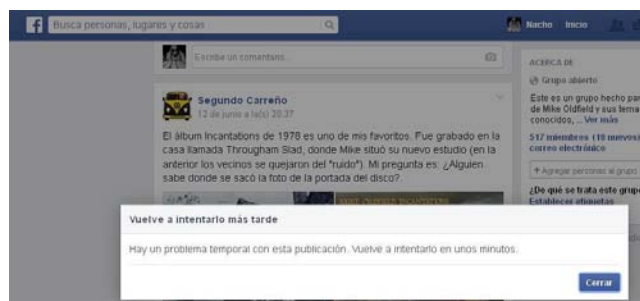 f
Busca personas, lugares y cosas
Nacho Inicio
Escribe un comentario...
Segundo Carreño
12 de junio a la(s) 20:37
El álbum Incantations de 1978 es uno de mis favoritos. Fue grabado en la
casa llamada Througham Slad, donde Mike situó su nuevo estudio (en la
anterior los vecinos se quejaron del "ruido"). Mi pregunta es: ¿Alguien
sabe donde se sacó la foto de la portada del disco?.
MIKE OLDFIELD INCANTATIONS
ACERCA DE
Grupo abierto
Este es un grupo hecho par
de Mike Oldfield y sus tema
conocidos, ... Ver más
517 miembros (18 nuevos)
correo electrónico
+ Agregar personas al grupo
¿De qué se trata este grupo
Establecer etiquetas
Vuelve a intentarlo más tarde
Hay un problema temporal con esta publicación. Vuelve a intentarlo en unos minutos.
Cerrar